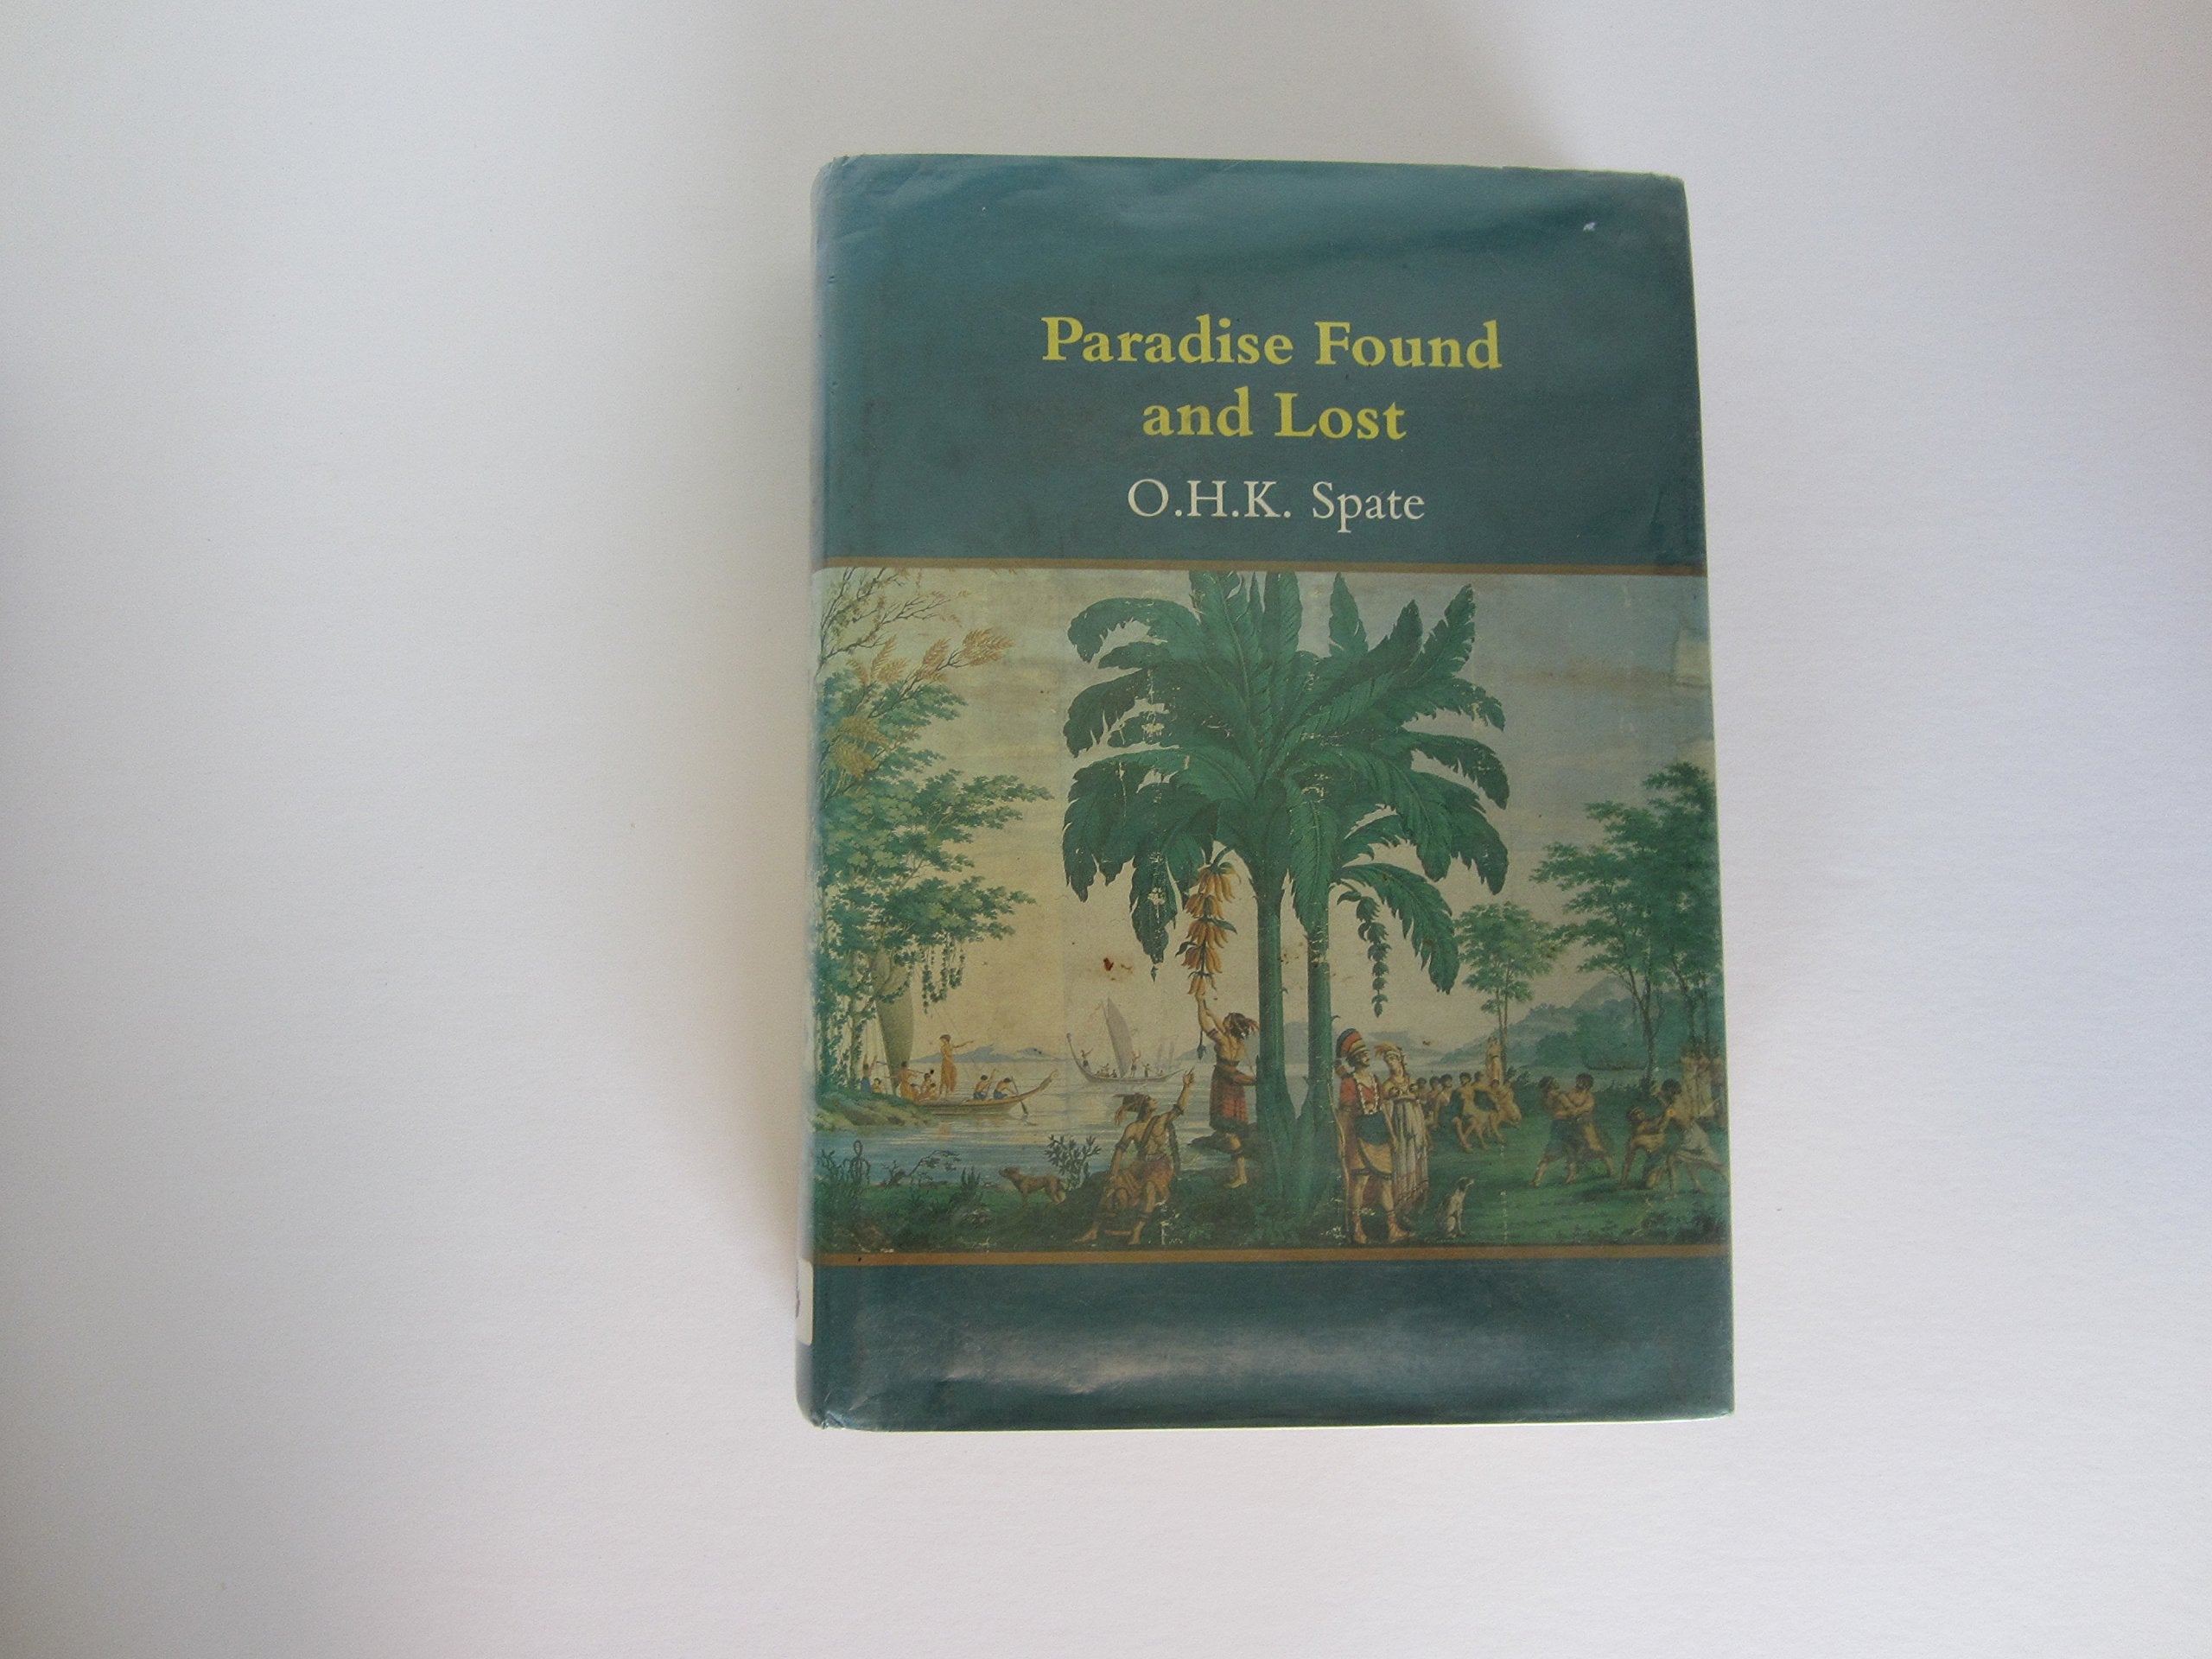 Paradise Found
and Lost
O.H.K. Spate